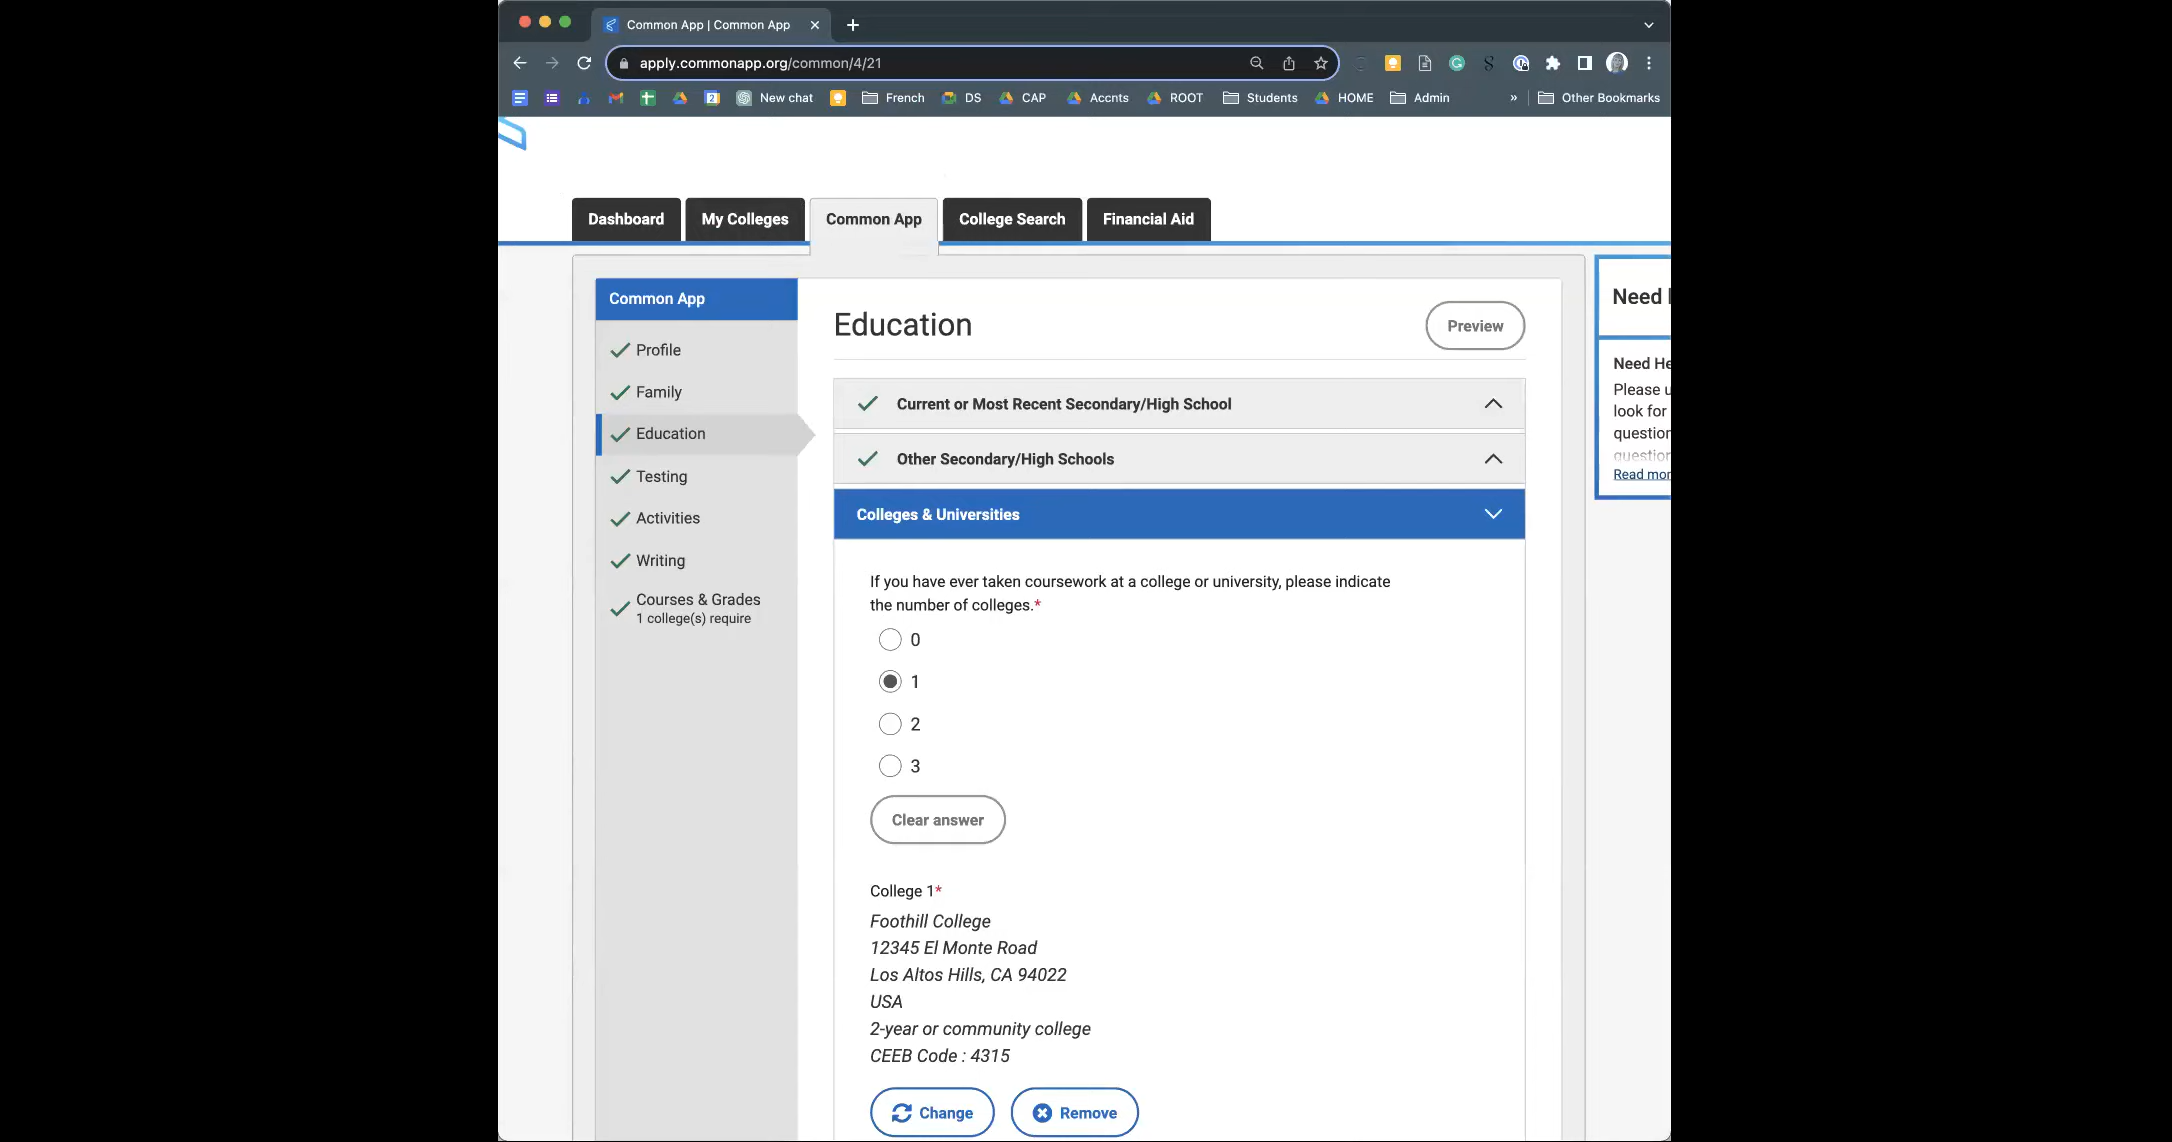 Common App | Common App
apply.commonapp.org/common/4/21
New chat
French
DS
CAP
Accnts
ROOT
Students
HOME
Admin
»
Other Bookmarks
Dashboard
My Colleges
Common App
College Search
Financial Aid
Common App
Profile
Family
Education
Testing
Activities
Writing
Courses & Grades
1 college(s) require
Education
Preview
Current or Most Recent Secondary/High School
Other Secondary/High Schools
Colleges & Universities
If you have ever taken coursework at a college or university, please indicate
the number of colleges.*
0
1
2
3
Clear answer
College 1*
Foothill College
12345 El Monte Road
Los Altos Hills, CA 94022
USA
2-year or community college
CEEB Code : 4315
Change
Remove
Need
Need He
Please u
look for
question
question
Read mor